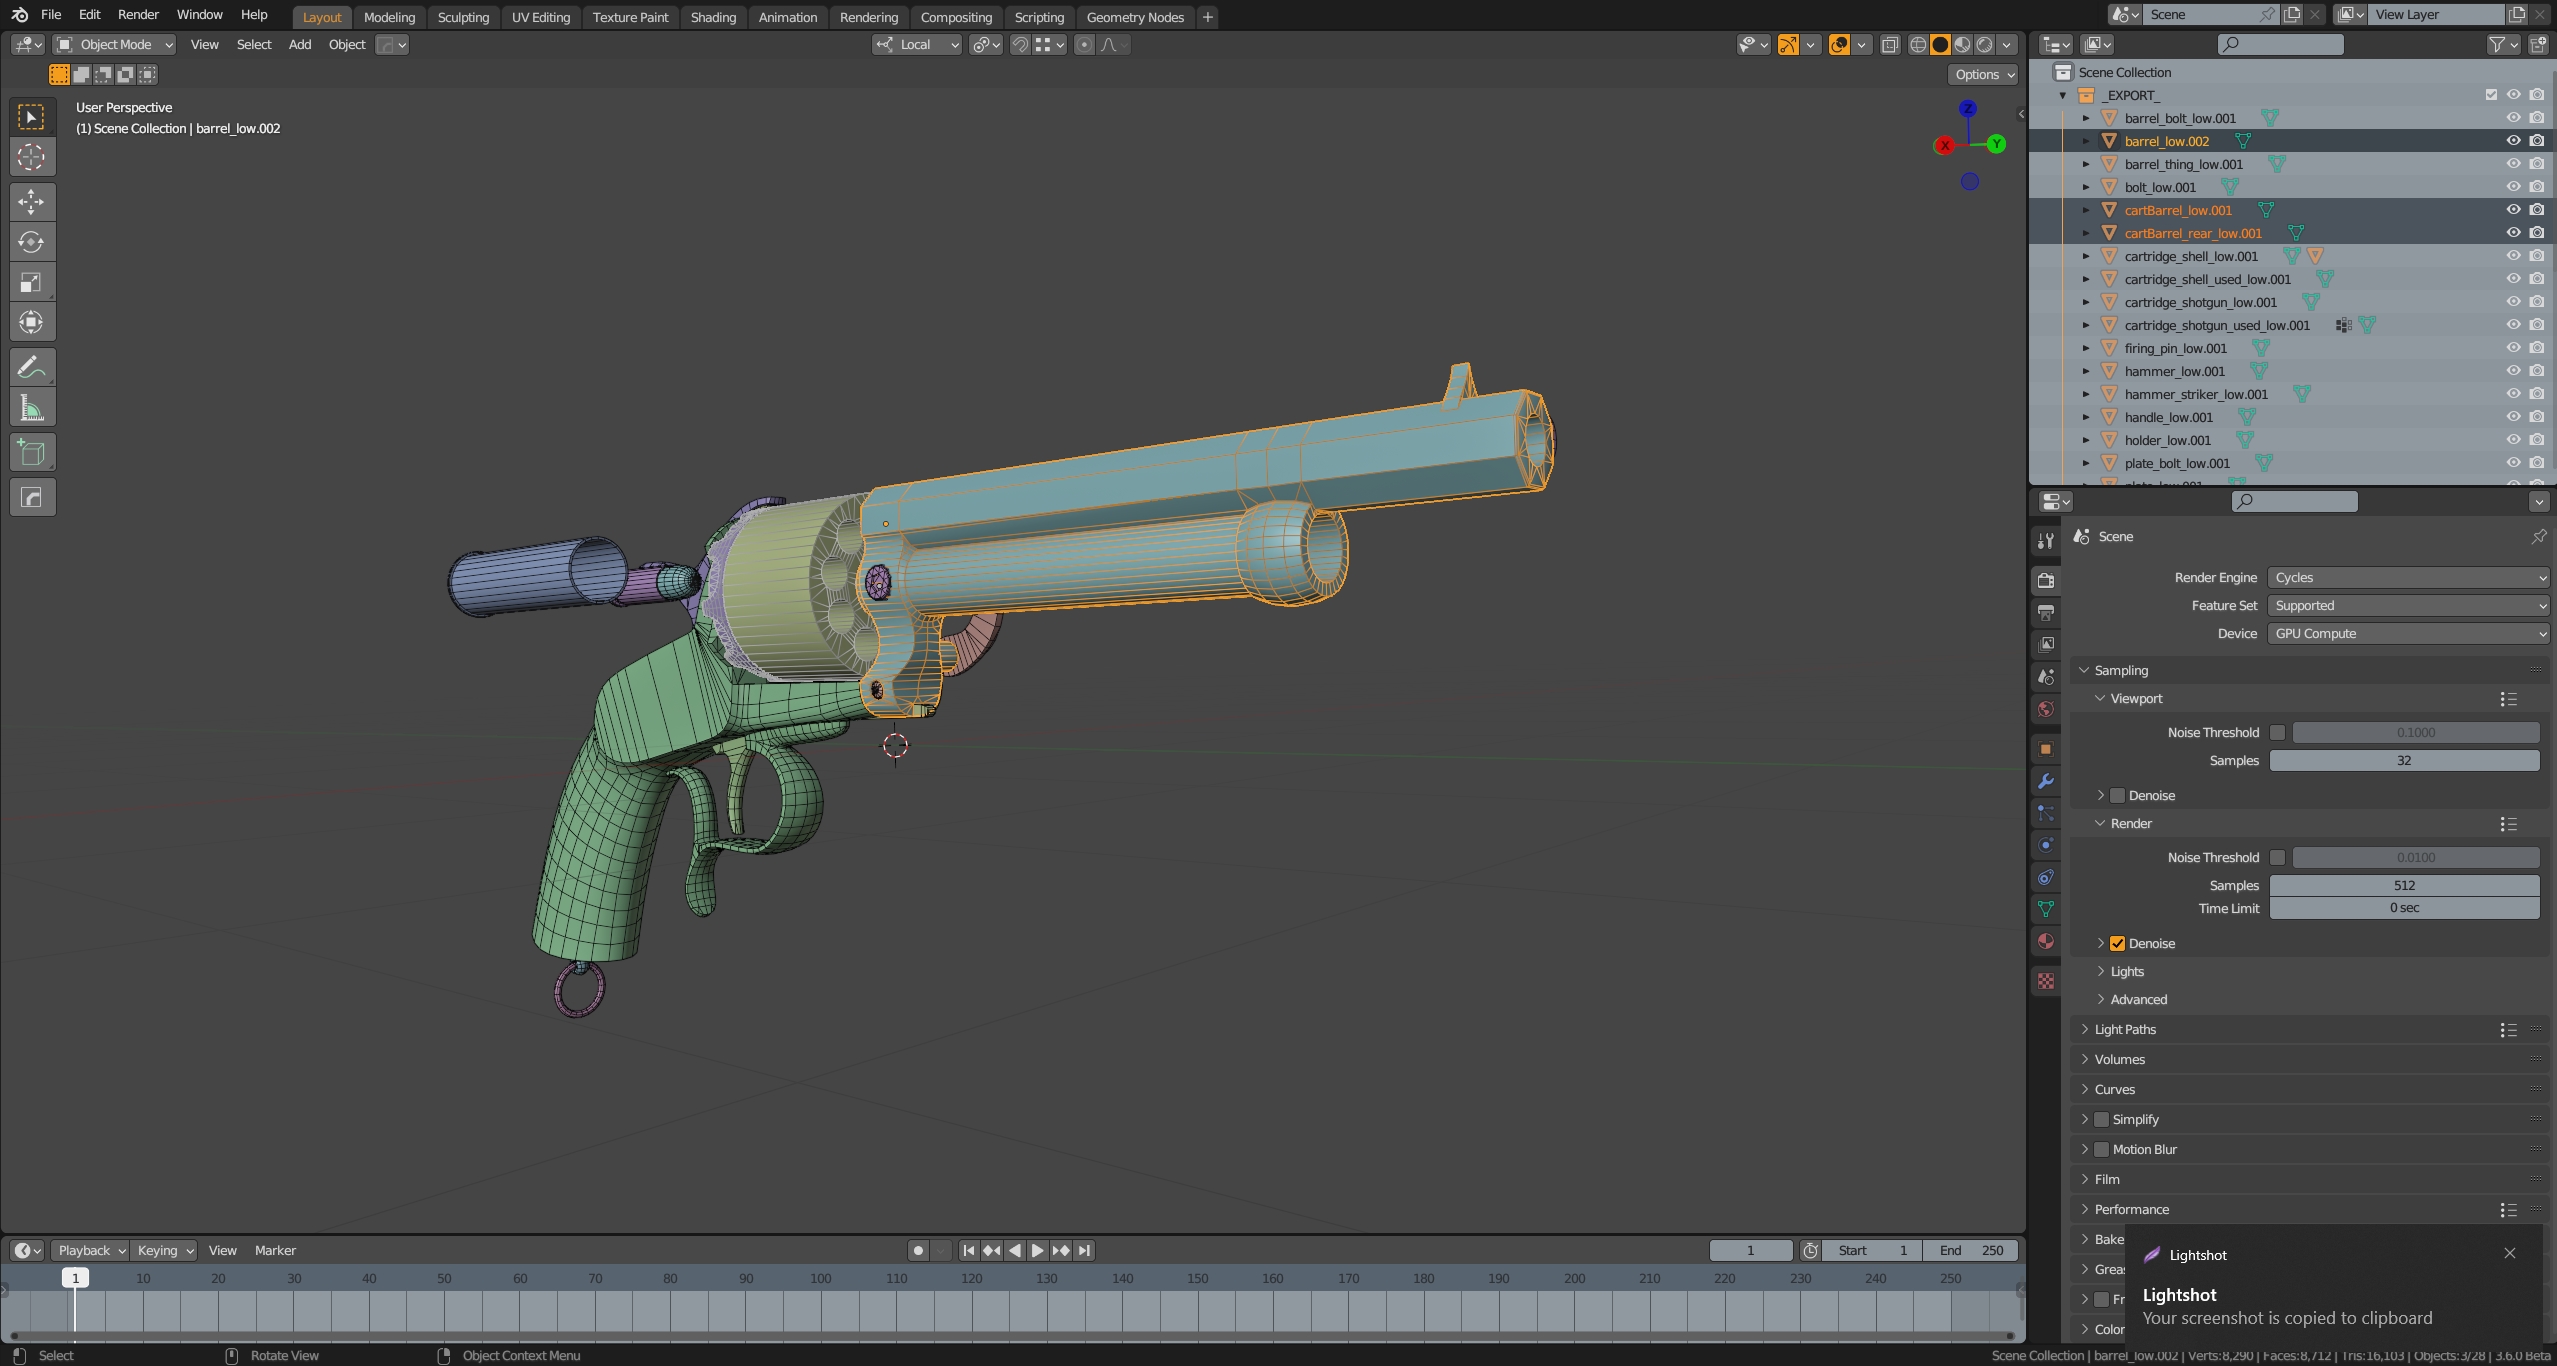 File Edit Render Window Help Layout Modeling Sculpting UV Editing Texture Paint Shading Animation Rendering Compositing Scripting Geometry Nodes + Scene View Layer
Object Mode View Select Add Object Local
Options
User Perspective
(1) Scene Collection | barrel_low.002
Z
X
Y
Scene Collection
_EXPORT_
barrel_bolt_low.001
barrel_low.002
barrel_thing_low.001
bolt_low.001
cartBarrel_low.001
cartBarrel_rear_low.001
cartridge_shell_low.001
cartridge_shell_used_low.001
cartridge_shotgun_low.001
cartridge_shotgun_used_low.001
firing_pin_low.001
hammer_low.001
hammer_striker_low.001
handle_low.001
holder_low.001
plate_bolt_low.001
Scene
Render Engine Cycles
Feature Set Supported
Device GPU Compute
Sampling
Viewport
Noise Threshold 0.1000
Samples 32
Denoise
Render
Noise Threshold 0.0100
Samples 512
Time Limit 0 sec
Denoise
Lights
Advanced
Light Paths
Volumes
Curves
Simplify
Motion Blur
Film
Performance
Bake
Greas
Fr
Color
Lightshot
Lightshot
Your screenshot is copied to clipboard
Playback Keying View Marker 1 Start 1 End 250
1 10 20 30 40 50 60 70 80 90 100 110 120 130 140 150 160 170 180 190 200 210 220 230 240 250
Select Rotate View Object Context Menu Scene Collection | barrel_low.002 | Verts:8,290 | Faces:8,712 | Tris:16,103 | Objects:3/28 | 3.6.0 Beta